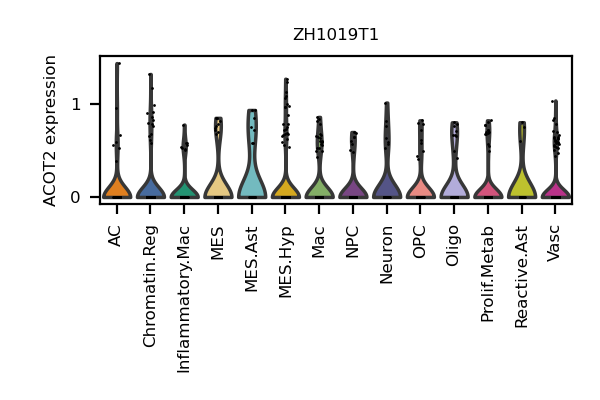 ZH1019T1
ACOT2 expression
1
0
AC
Chromatin.Reg
Inflammatory.Mac
MES
MES.Ast
MES.Hyp
Mac
NPC
Neuron
OPC
Oligo
Prolif.Metab
Reactive.Ast
Vasc